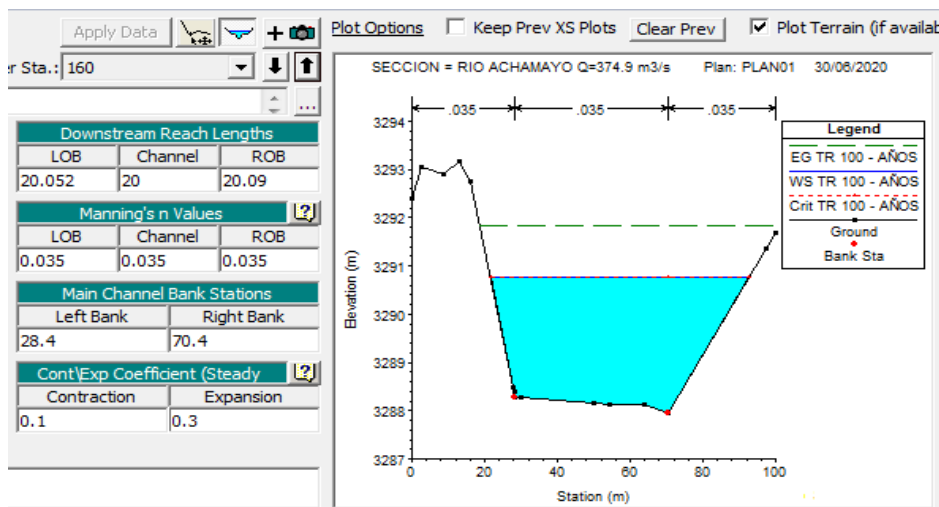 Apply Data
Plot Options Keep Prev XS Plots Clear Prev Plot Terrain (if availab
r Sta.: 160
...
Downstream Reach Lengths
LOB Channel ROB
20.052 20 20.09
Manning's n Values
LOB Channel ROB
0.035 0.035 0.035
Main Channel Bank Stations
Left Bank Right Bank
28.4 70.4
Cont\Exp Coefficient (Steady
Contraction Expansion
0.1 0.3
SECCION = RIO ACHAMAYO Q=374.9 m3/s Plan: PLAN01 30/06/2020
.035 .035 .035
3294
3293
3292
3291
3290
3289
3288
3287
Elevation (m)
0 20 40 60 80 100
Station (m)
Legend
EG TR 100 - AÑOS
WS TR 100 - AÑOS
Crit TR 100 - AÑOS
Ground
Bank Sta